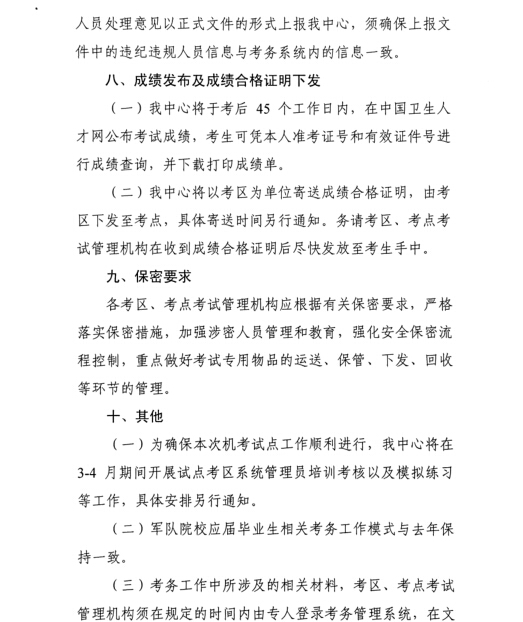 人员处理意见以正式文件的形式上报我中心，须确保上报文
件中的违纪违规人员信息与考务系统内的信息一致。
八、成绩发布及成绩合格证明下发
（一）我中心将于考后 45 个工作日内，在中国卫生人
才网公布考试成绩，考生可凭本人准考证号和有效证件号进
行成绩查询，并下载打印成绩单。
（二）我中心将以考区为单位寄送成绩合格证明，由考
区下发至考点，具体寄送时间另行通知。务请考区、考点考
试管理机构在收到成绩合格证明后尽快发放至考生手中。
九、保密要求
各考区、考点考试管理机构应根据有关保密要求，严格
落实保密措施，加强涉密人员管理和教育，强化安全保密流
程控制，重点做好考试专用物品的运送、保管、下发、回收
等环节的管理。
十、其他
（一）为确保本次机考试点工作顺利进行，我中心将在
3-4 月期间开展试点考区系统管理员培训考核以及模拟练习
等工作，具体安排另行通知。
（二）军队院校应届毕业生相关考务工作模式与去年保
持一致。
（三）考务工作中所涉及的相关材料，考区、考点考试
管理机构须在规定的时间内由专人登录考务管理系统，在文